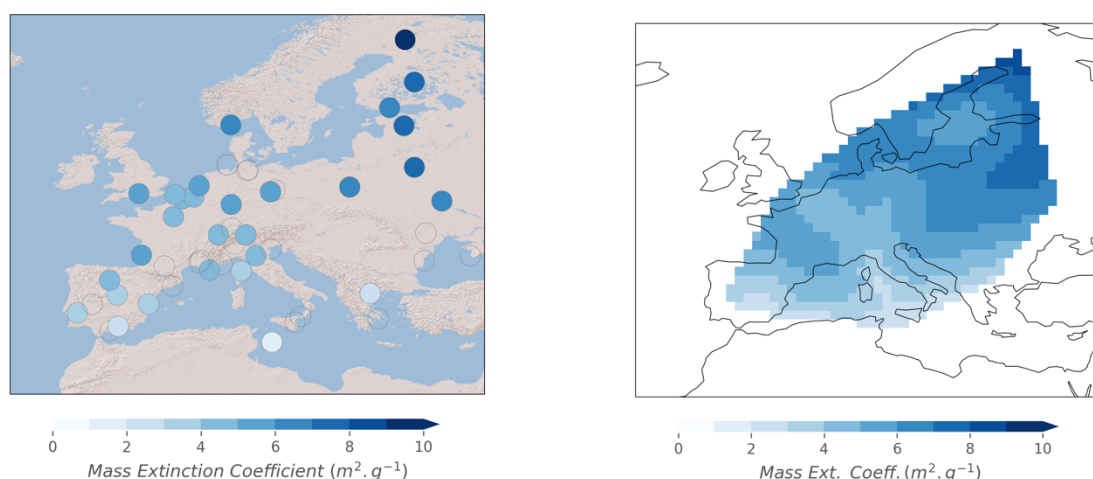 0 2 4 6 8 10
Mass Extinction Coefficient (m².g⁻¹)
0 2 4 6 8 10
Mass Ext. Coeff. (m².g⁻¹)